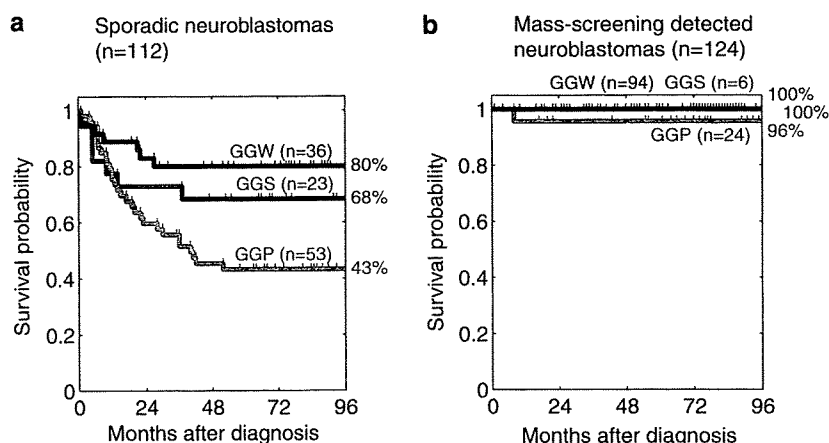 a
Sporadic neuroblastomas
(n=112)
Survival probability
1
0.8
0.6
0.4
0.2
0
GGW (n=36)
80%
GGS (n=23)
68%
GGP (n=53)
43%
0 24 48 72 96
Months after diagnosis
b
Mass-screening detected
neuroblastomas (n=124)
Survival probability
1
0.8
0.6
0.4
0.2
0
GGW (n=94) GGS (n=6)
100%
100%
GGP (n=24)
96%
0 24 48 72 96
Months after diagnosis